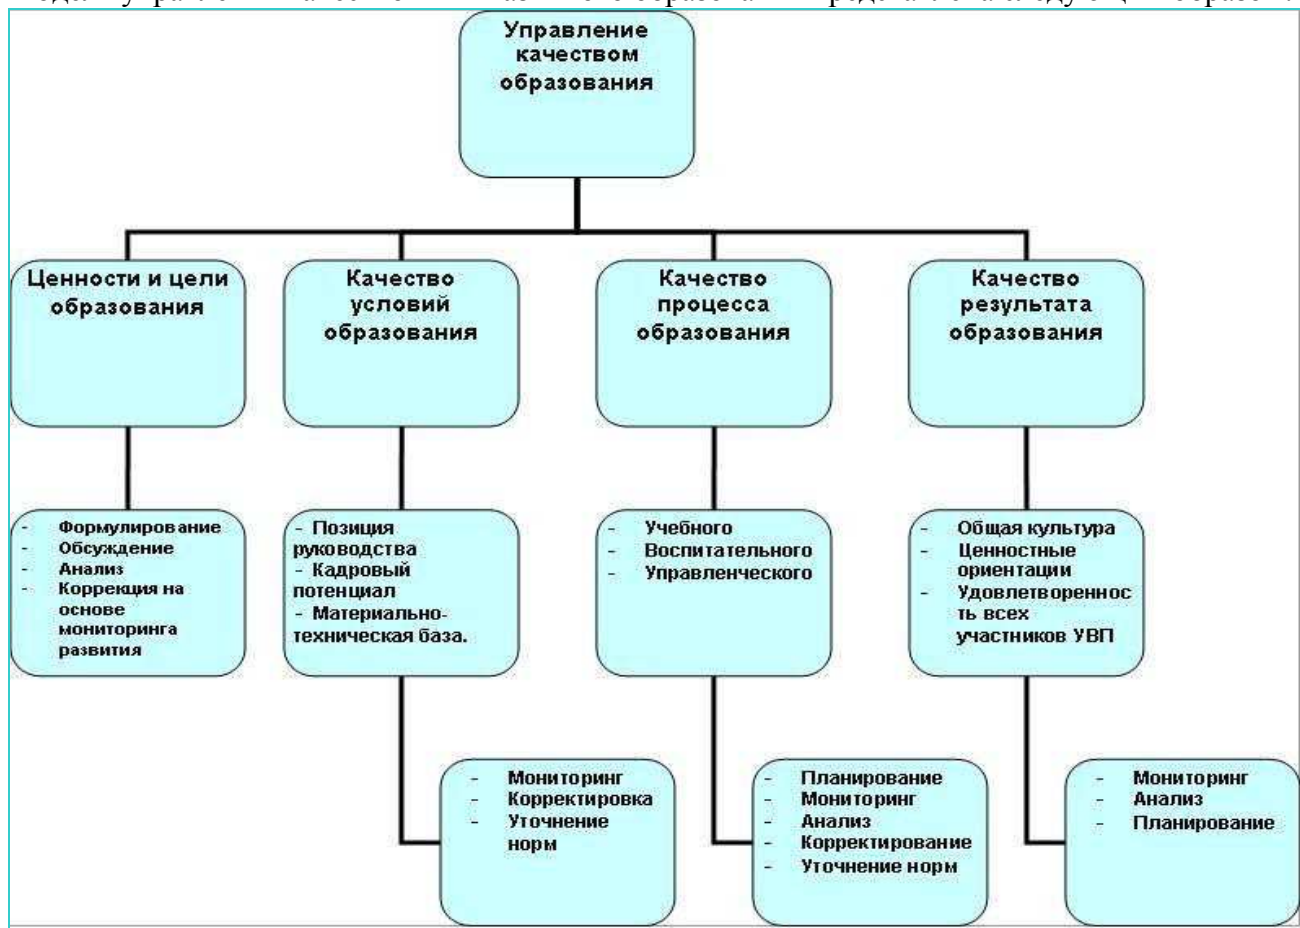 Управление
качеством
образования
Ценности и цели
образования
Качество
условий
образования
Качество
процесса
образования
Качество
результата
образования
- Формулирование
- Обсуждение
- Анализ
- Коррекция на
основе
мониторинга
развития
- Позиция
руководства
- Кадровый
потенциал
- Материально-
техническая база.
- Учебного
- Воспитательного
- Управленческого
- Общая культура
- Ценностные
ориентации
- Удовлетвореннос
ть всех
участников УВП
- Мониторинг
- Корректировка
- Уточнение
норм
- Планирование
- Мониторинг
- Анализ
- Корректирование
- Уточнение норм
- Мониторинг
- Анализ
- Планирование